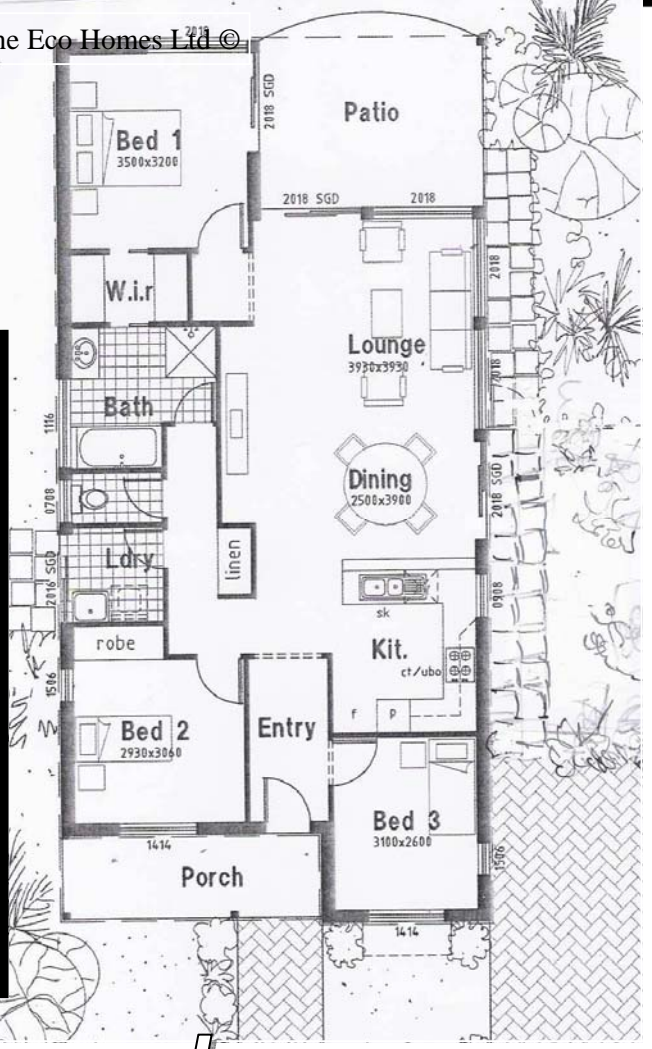 ne Eco Homes Ltd ©
2018
2018 SGD
Patio
Bed 1
3500x3200
2018 SGD
2018
W.i.r
2018
Lounge
3930x3930
2018
Bath
1116
Dining
2500x3900
2018 SGD
0708
Ldry
linen
2016 SGD
0908
sk
robe
Kit.
ct/ubo
1506
f
p
Bed 2
2930x3060
Entry
Bed 3
3100x2600
1414
1506
Porch
1414